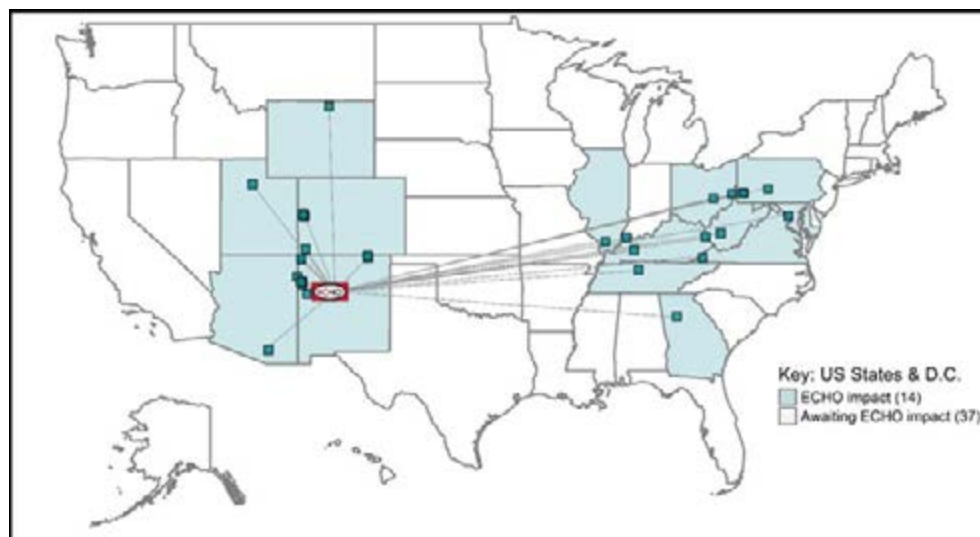 ECHO
Key: US States & D.C.
ECHO impact (14)
Awaiting ECHO impact (37)